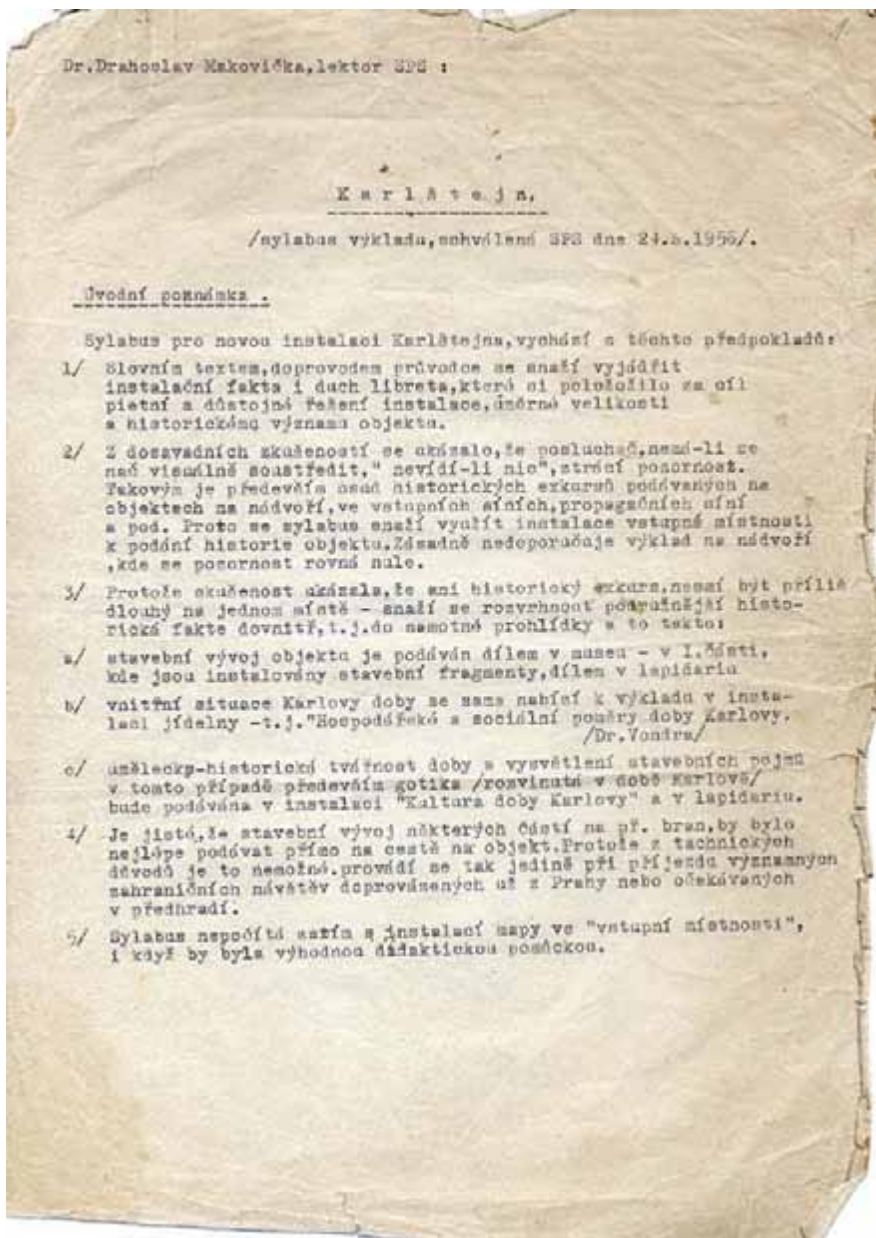 Dr.Drahoslav Makovička,lektor SPS :
Karlštejn.
/sylabus výkladu,schválená SPS dne 24.5.1956/.
Úvodní poznámka .
Sylabus pro novou instalaci Karlštejna,vychází z těchto předpokladů:
1/ Slovním textem,doprovodem průvodce se snaží vyjádřit
instalační fakta i duch libreta,které si položilo za cíl
pietní a důstojné řešení instalace,úměrné velikosti
a historickému významu objektu.
2/ Z dosavadních zkušeností se ukázalo,že posluchač,nemá-li se
nad visuálně soustředit," nevidí-li nic",ztrácí pozornost.
Takovým je především osud historických exkursů podávaných na
objektech na nádvoří,ve vstupních síních,propagačních síní
a pod. Proto se sylabus snaží využít instalace vstupné místnosti
k podání historie objektu.Zásadně nedoporučuje výklad na nádvoří
,kde se pozornost rovná nule.
3/ Protože zkušenost ukázala,že ani historický exkurs,nesmí být příliš
dlouhý na jednom místě - snaží se rozvrhnout podružnější histo-
rická fakta dovnitř,t.j.do samotné prohlídky a to takto:
a/ stavební vývoj objektu je podáván dílem v museu - v I.části,
kde jsou instalovány stavební fragmenty,dílem v lapidariu
b/ vnitřní situace Karlovy doby se sama nabízí k výkladu v insta-
laci jídelny -t.j."Hospodářské a sociální poměry doby Karlovy.
/Dr.Vondra/
c/ umělecko-historická tvářnost doby a vysvětlení stavebních pojmů
v tomto případě především gotika /rozvinutá v době Karlově/
bude podávána v instalaci "Kultura doby Karlovy" a v lapidariu.
4/ Je jisté,že stavební vývoj některých částí na př. bran,by bylo
nejlépe podávat přímo na cestě na objekt.Protože z technických
důvodů je to nemožné.provádí se tak jedině při příjezdu významných
zahraničních návštěv doprovázených už z Prahy nebo očekávaných
v předhradí.
5/ Sylabus nepočítá zatím s instalací mapy ve "vstupní místnosti",
i když by byla výhodnou didaktickou pomůckou.